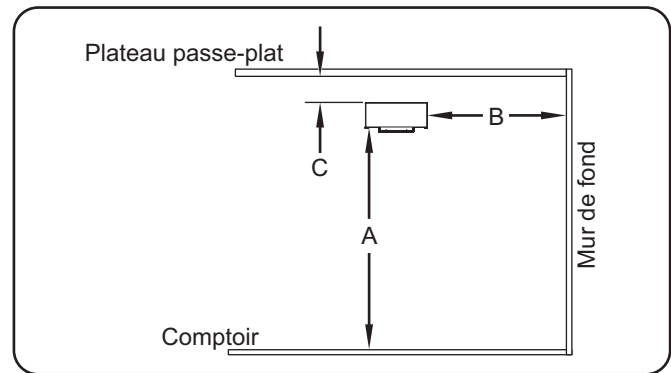 Plateau passe-plat
B
C
A
Mur de fond
Comptoir